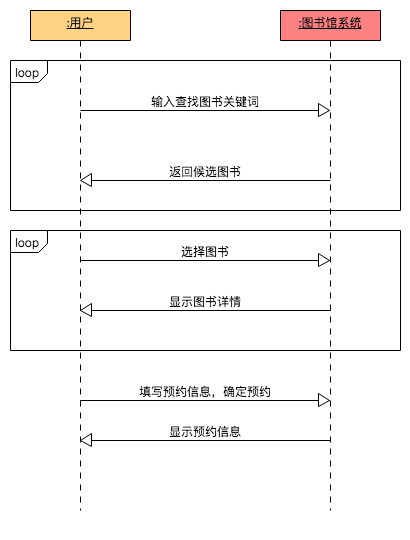 :用户
:图书馆系统
loop
输入查找图书关键词
返回候选图书
loop
选择图书
显示图书详情
填写预约信息，确定预约
显示预约信息